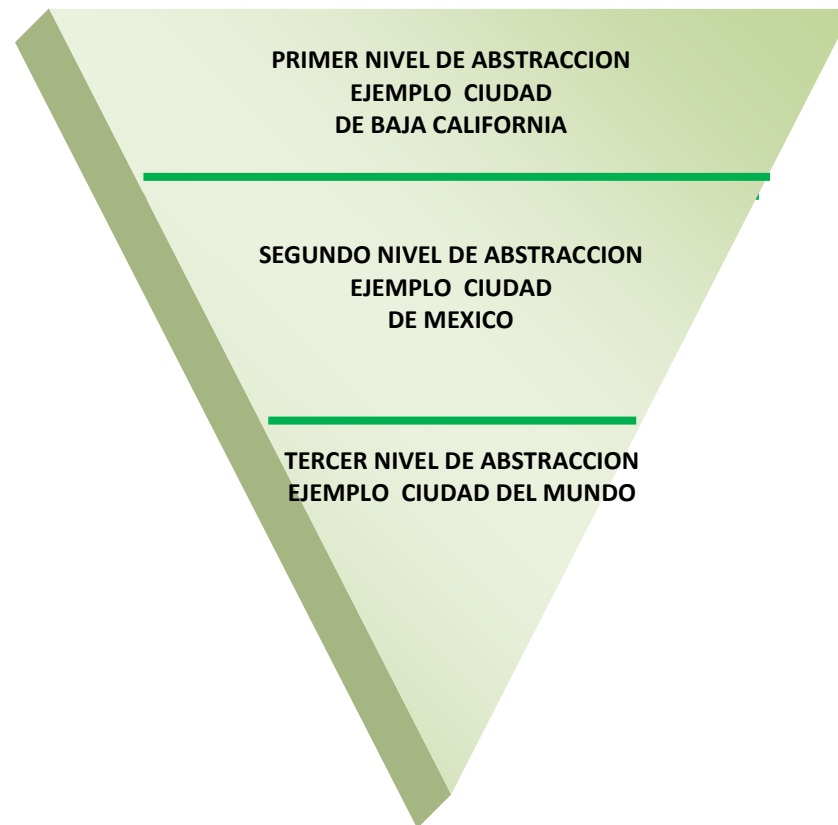 PRIMER NIVEL DE ABSTRACCION
EJEMPLO CIUDAD
DE BAJA CALIFORNIA
SEGUNDO NIVEL DE ABSTRACCION
EJEMPLO CIUDAD
DE MEXICO
TERCER NIVEL DE ABSTRACCION
EJEMPLO CIUDAD DEL MUNDO